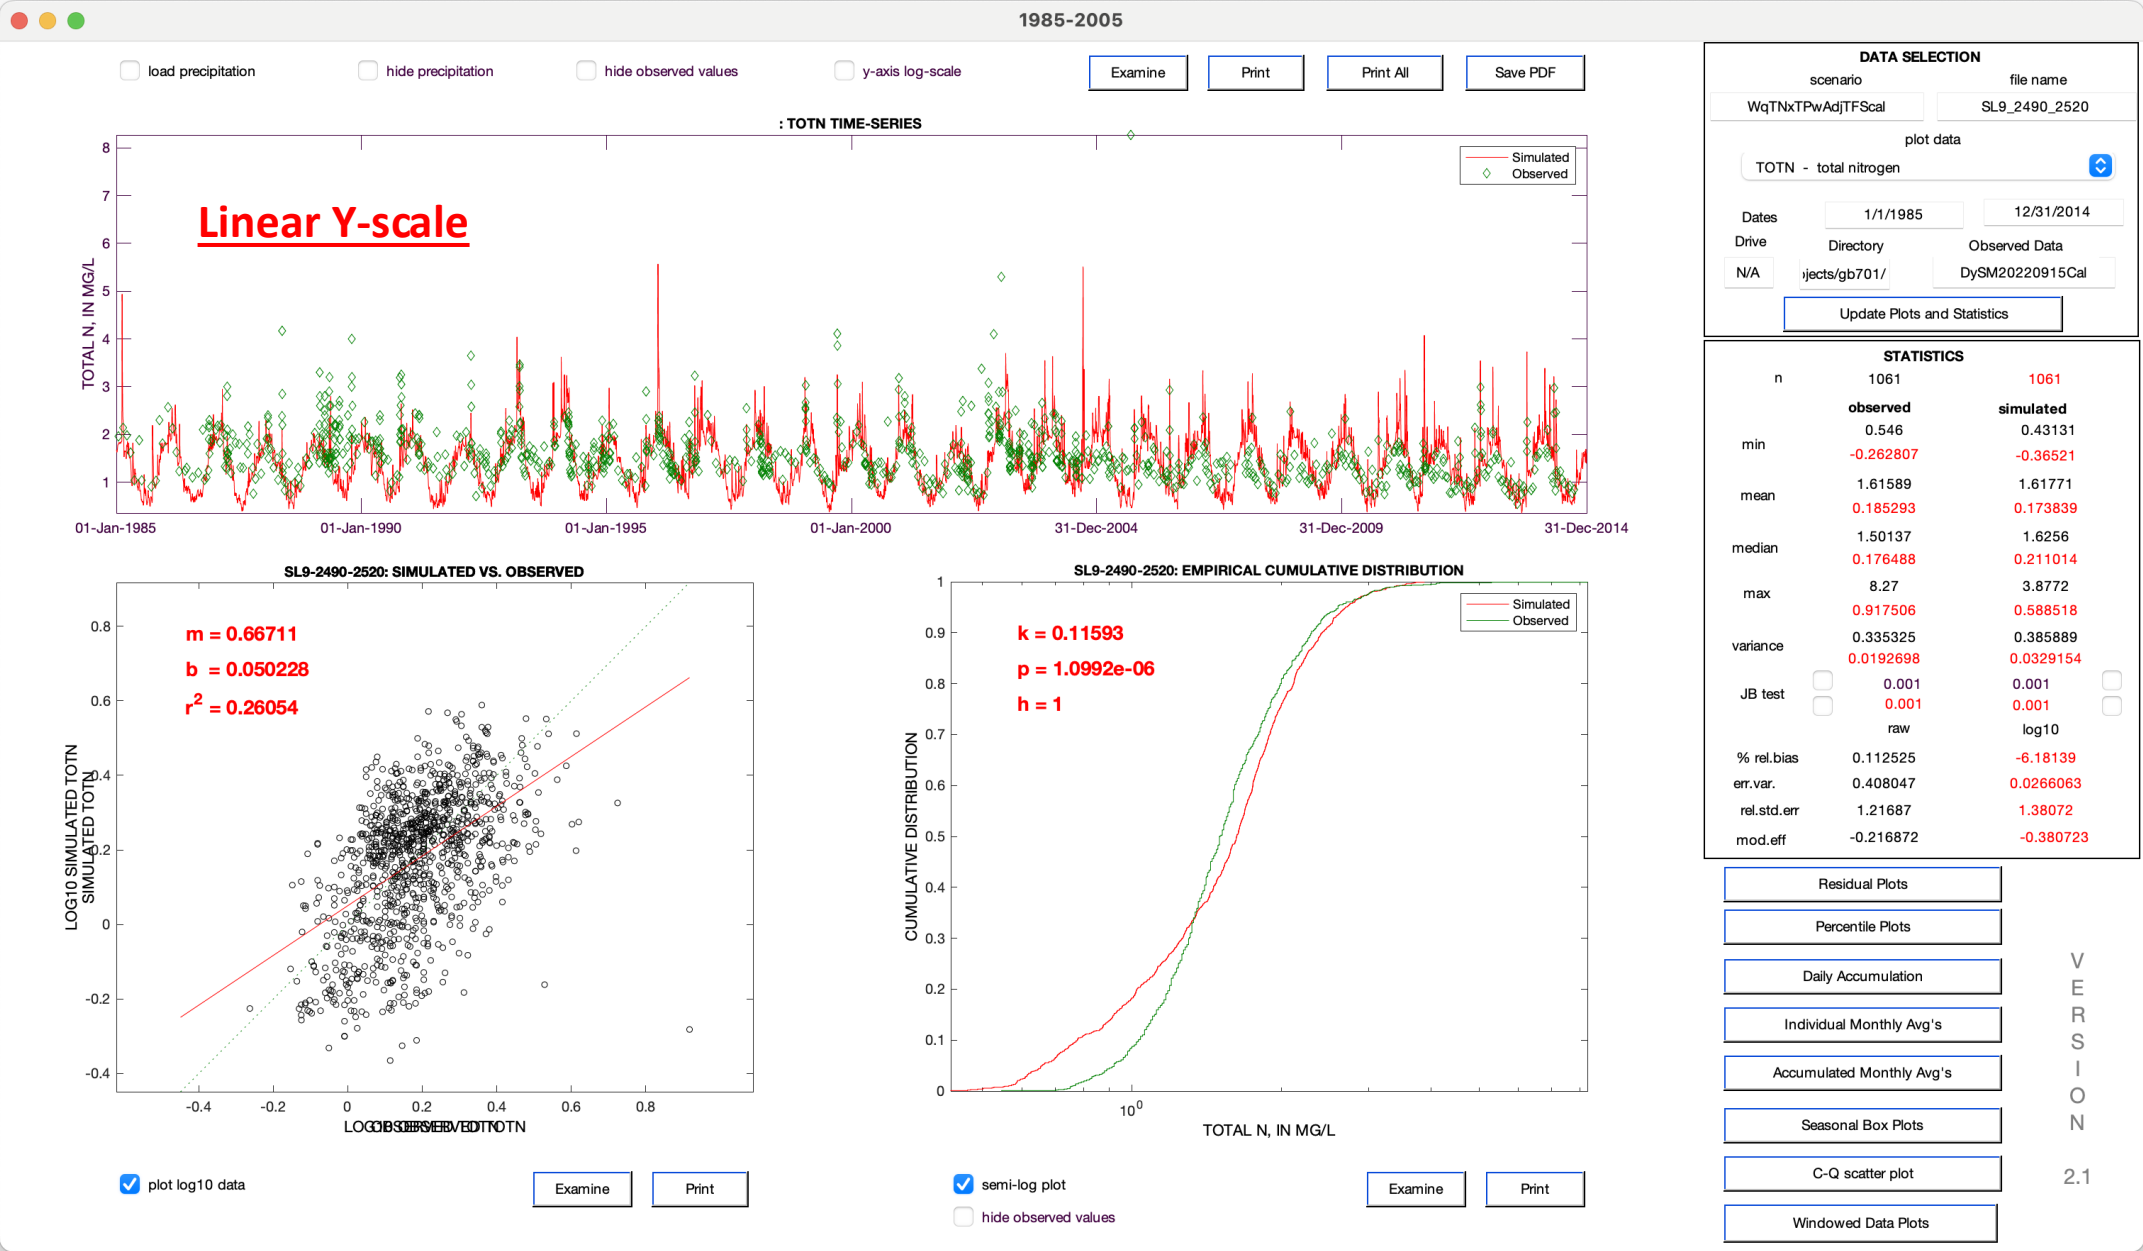 1985-2005
load precipitation
hide precipitation
hide observed values
y-axis log-scale
Examine
Print
Print All
Save PDF
: TOTN TIME-SERIES
Linear Y-scale
Simulated
Observed
TOTAL N, IN MG/L
8
7
6
5
4
3
2
1
01-Jan-1985
01-Jan-1990
01-Jan-1995
01-Jan-2000
31-Dec-2004
31-Dec-2009
31-Dec-2014
SL9-2490-2520: SIMULATED VS. OBSERVED
m = 0.66711
b = 0.050228
r² = 0.26054
LOG10 SIMULATED TOTN
SIMULATED TOTN
0.8
0.6
0.4
0.2
0
-0.2
-0.4
-0.4
-0.2
0
0.2
0.4
0.6
0.8
plot log10 data
Examine
Print
SL9-2490-2520: EMPIRICAL CUMULATIVE DISTRIBUTION
k = 0.11593
p = 1.0992e-06
h = 1
Simulated
Observed
CUMULATIVE DISTRIBUTION
1
0.9
0.8
0.7
0.6
0.5
0.4
0.3
0.2
0.1
0
10⁰
TOTAL N, IN MG/L
semi-log plot
hide observed values
Examine
Print
DATA SELECTION
scenario file name
WqTNxTPwAdjTFScal SL9_2490_2520
plot data
TOTN - total nitrogen
Dates 1/1/1985 12/31/2014
Drive Directory Observed Data
N/A jects/gb701/ DySM20220915Cal
Update Plots and Statistics
STATISTICS
n 1061 1061
observed simulated
min 0.546 0.43131
-0.262807 -0.36521
mean 1.61589 1.61771
0.185293 0.173839
median 1.50137 1.6256
0.176488 0.211014
max 8.27 3.8772
0.917506 0.588518
variance 0.335325 0.385889
0.0192698 0.0329154
JB test 0.001 0.001
0.001 0.001
raw log10
% rel.bias 0.112525 -6.18139
err.var. 0.408047 0.0266063
rel.std.err 1.21687 1.38072
mod.eff -0.216872 -0.380723
Residual Plots
Percentile Plots
Daily Accumulation
Individual Monthly Avg's
Accumulated Monthly Avg's
Seasonal Box Plots
C-Q scatter plot
Windowed Data Plots
VERSION
2.1